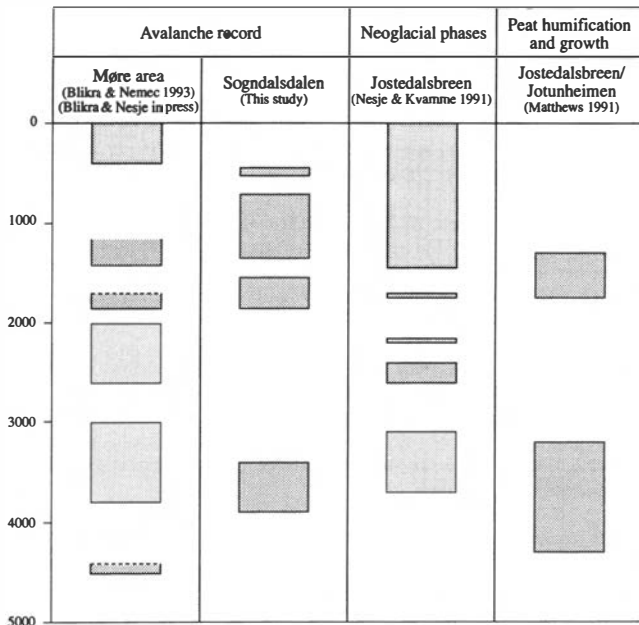 Avalanche record
Neoglacial phases
Peat humification
and growth
Møre area
(Blikra & Nemec 1993)
(Blikra & Nesje in press)
Sogndalsdalen
(This study)
Jostedalsbreen
(Nesje & Kvamme 1991)
Jostedalsbreen/
Jotunheimen
(Matthews 1991)
0
1000
2000
3000
4000
5000